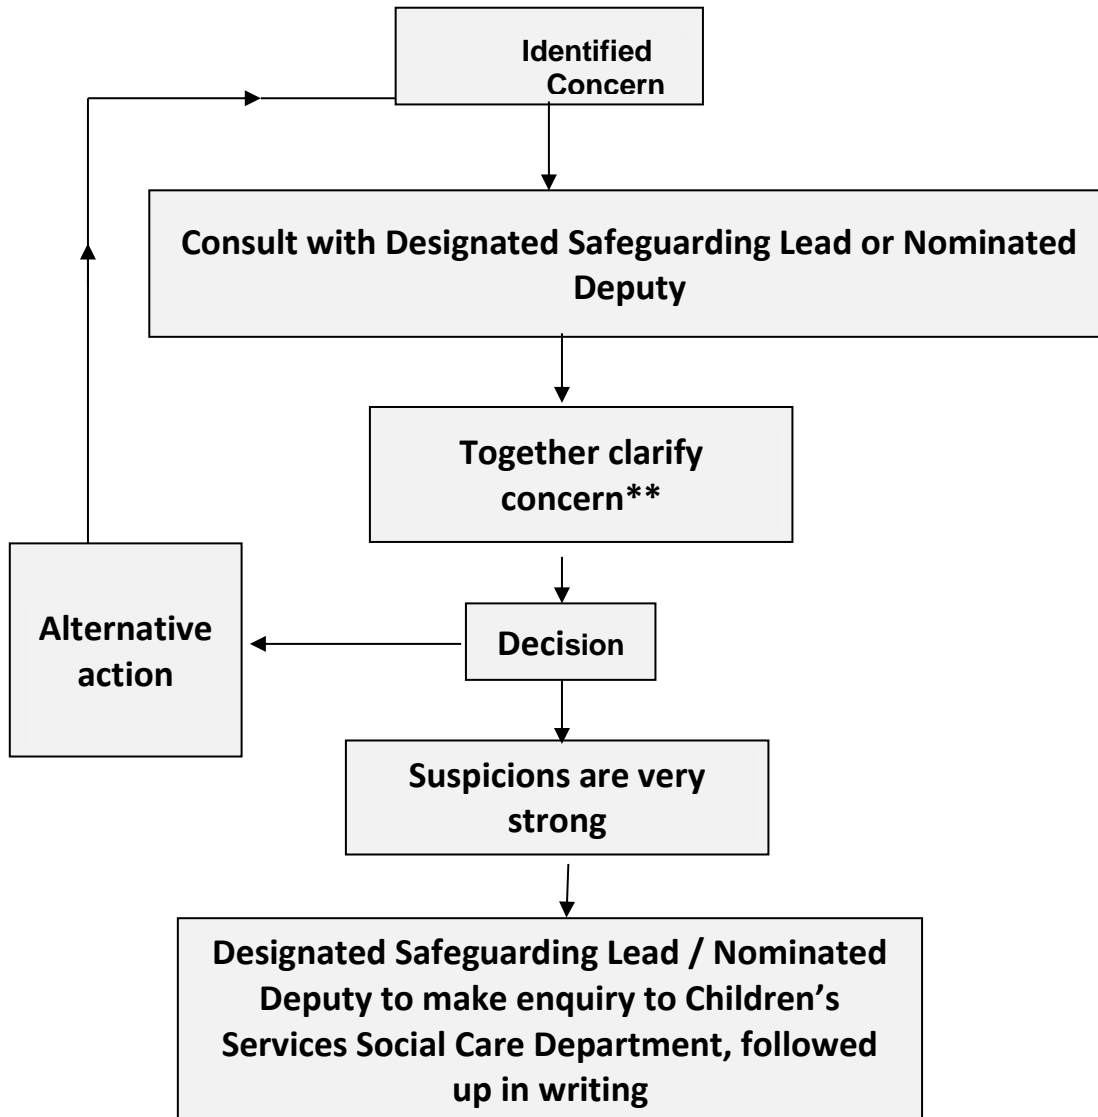 Identified
Concern
Consult with Designated Safeguarding Lead or Nominated
Deputy
Together clarify
concern**
Alternative
action
Decision
Suspicions are very
strong
Designated Safeguarding Lead / Nominated
Deputy to make enquiry to Children’s
Services Social Care Department, followed
up in writing